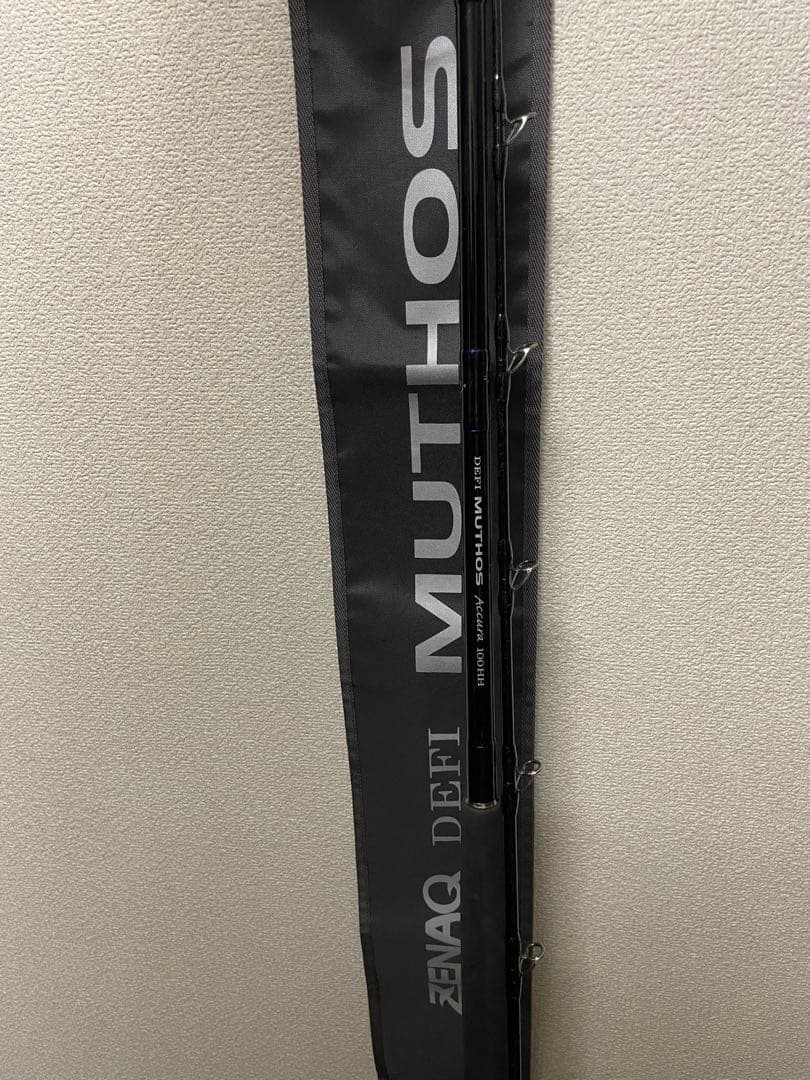 ZENAQ DEFI MUTHOS
DEFI MUTHOS Accura 100HH